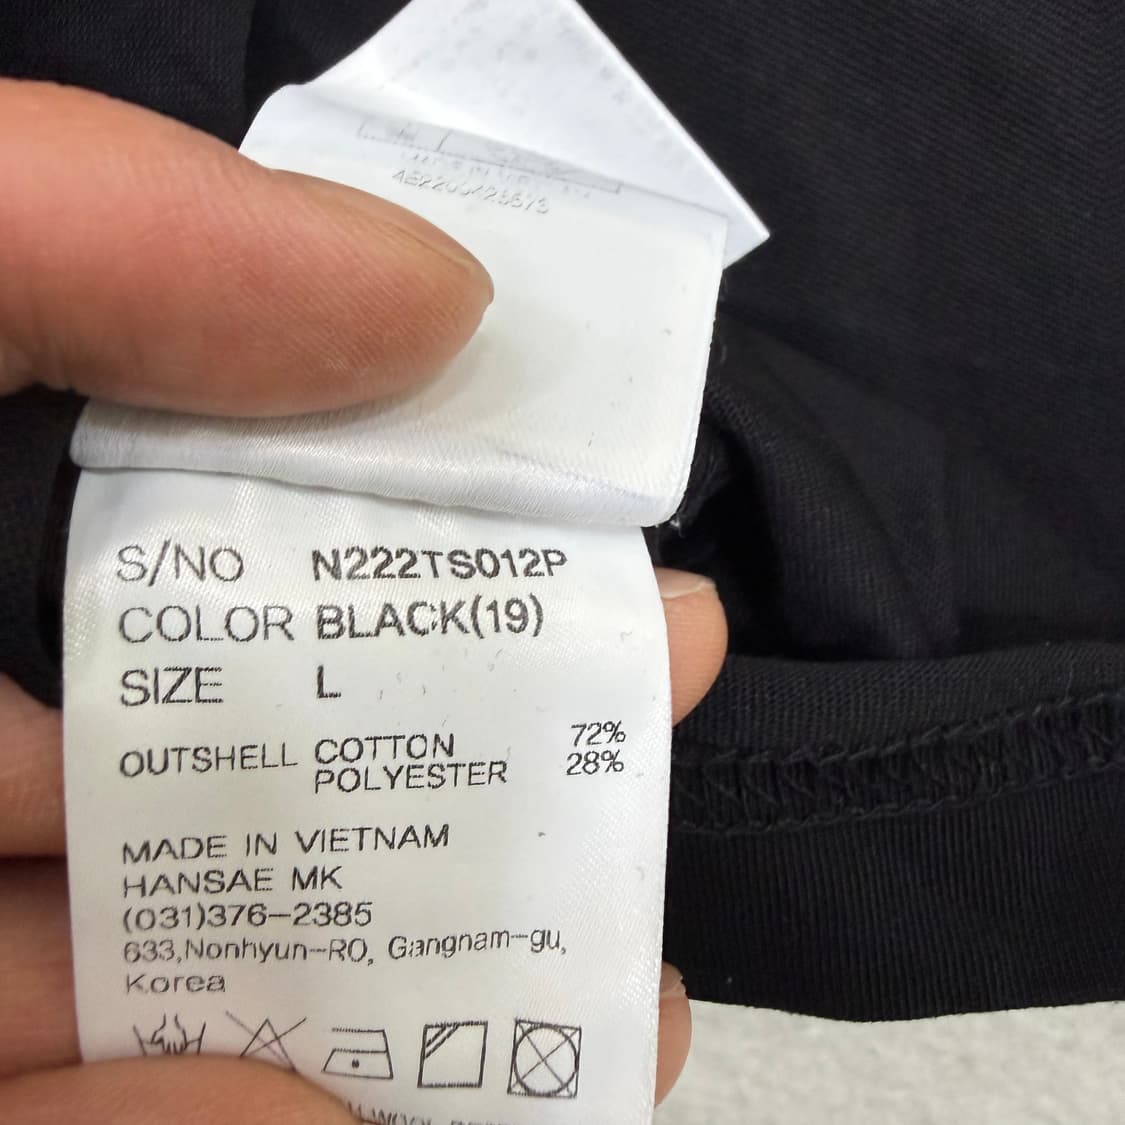 S/NO N222TS012P
COLOR BLACK(19)
SIZE L
OUTSHELL COTTON 72%
POLYESTER 28%
MADE IN VIETNAM
HANSAE MK
(031)376-2385
633,Nonhyun-RO, Gangnam-gu,
Korea